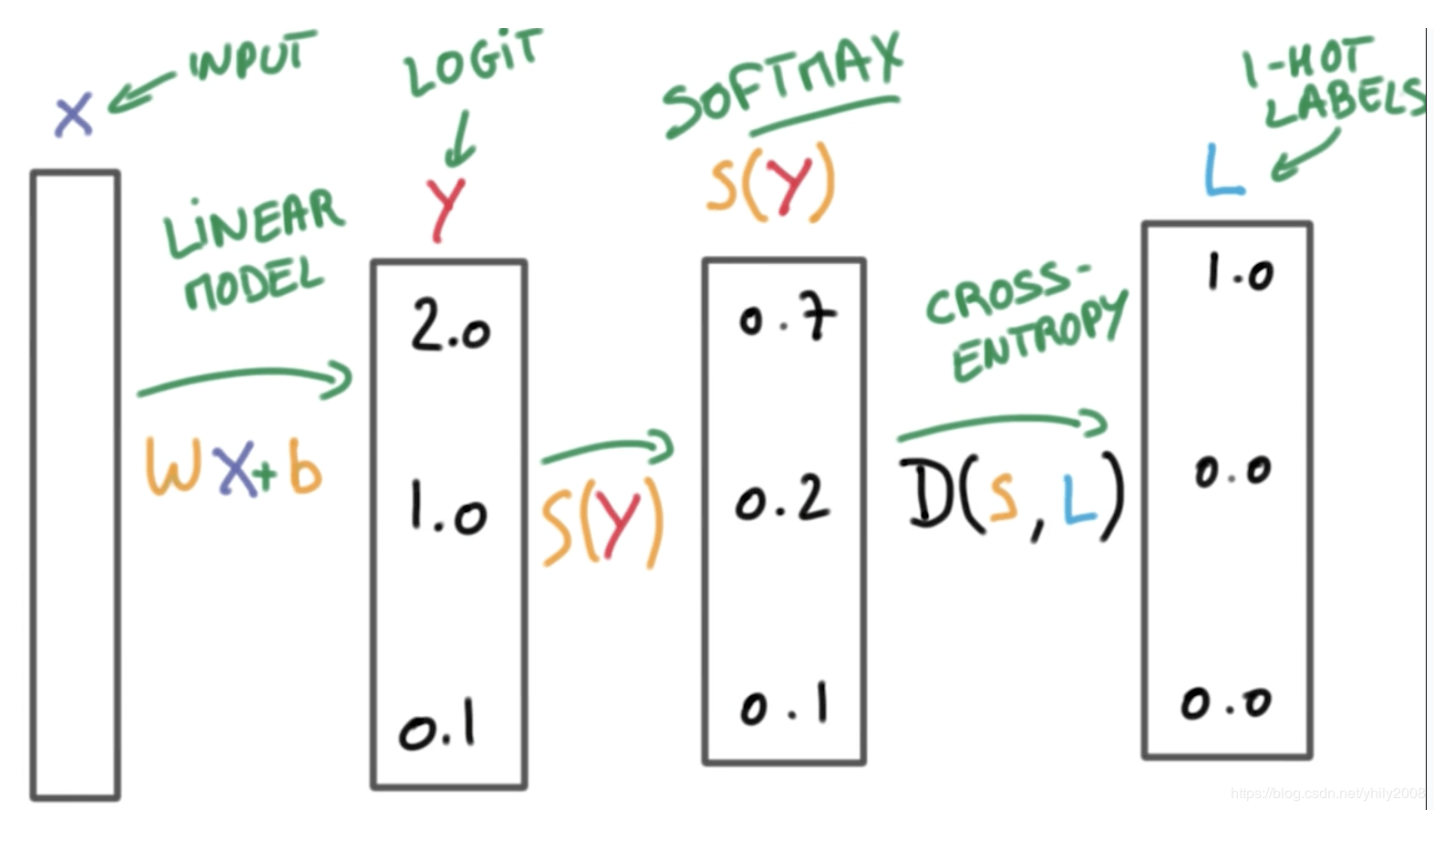 X
INPUT
LINEAR
MODEL
WX+b
LOGIT
Y
2.0
1.0
0.1
S(Y)
SOFTMAX
S(Y)
0.7
0.2
0.1
CROSS-
ENTROPY
D(S,L)
1-HOT
LABELS
L
1.0
0.0
0.0
https://blog.csdn.net/yhily2008